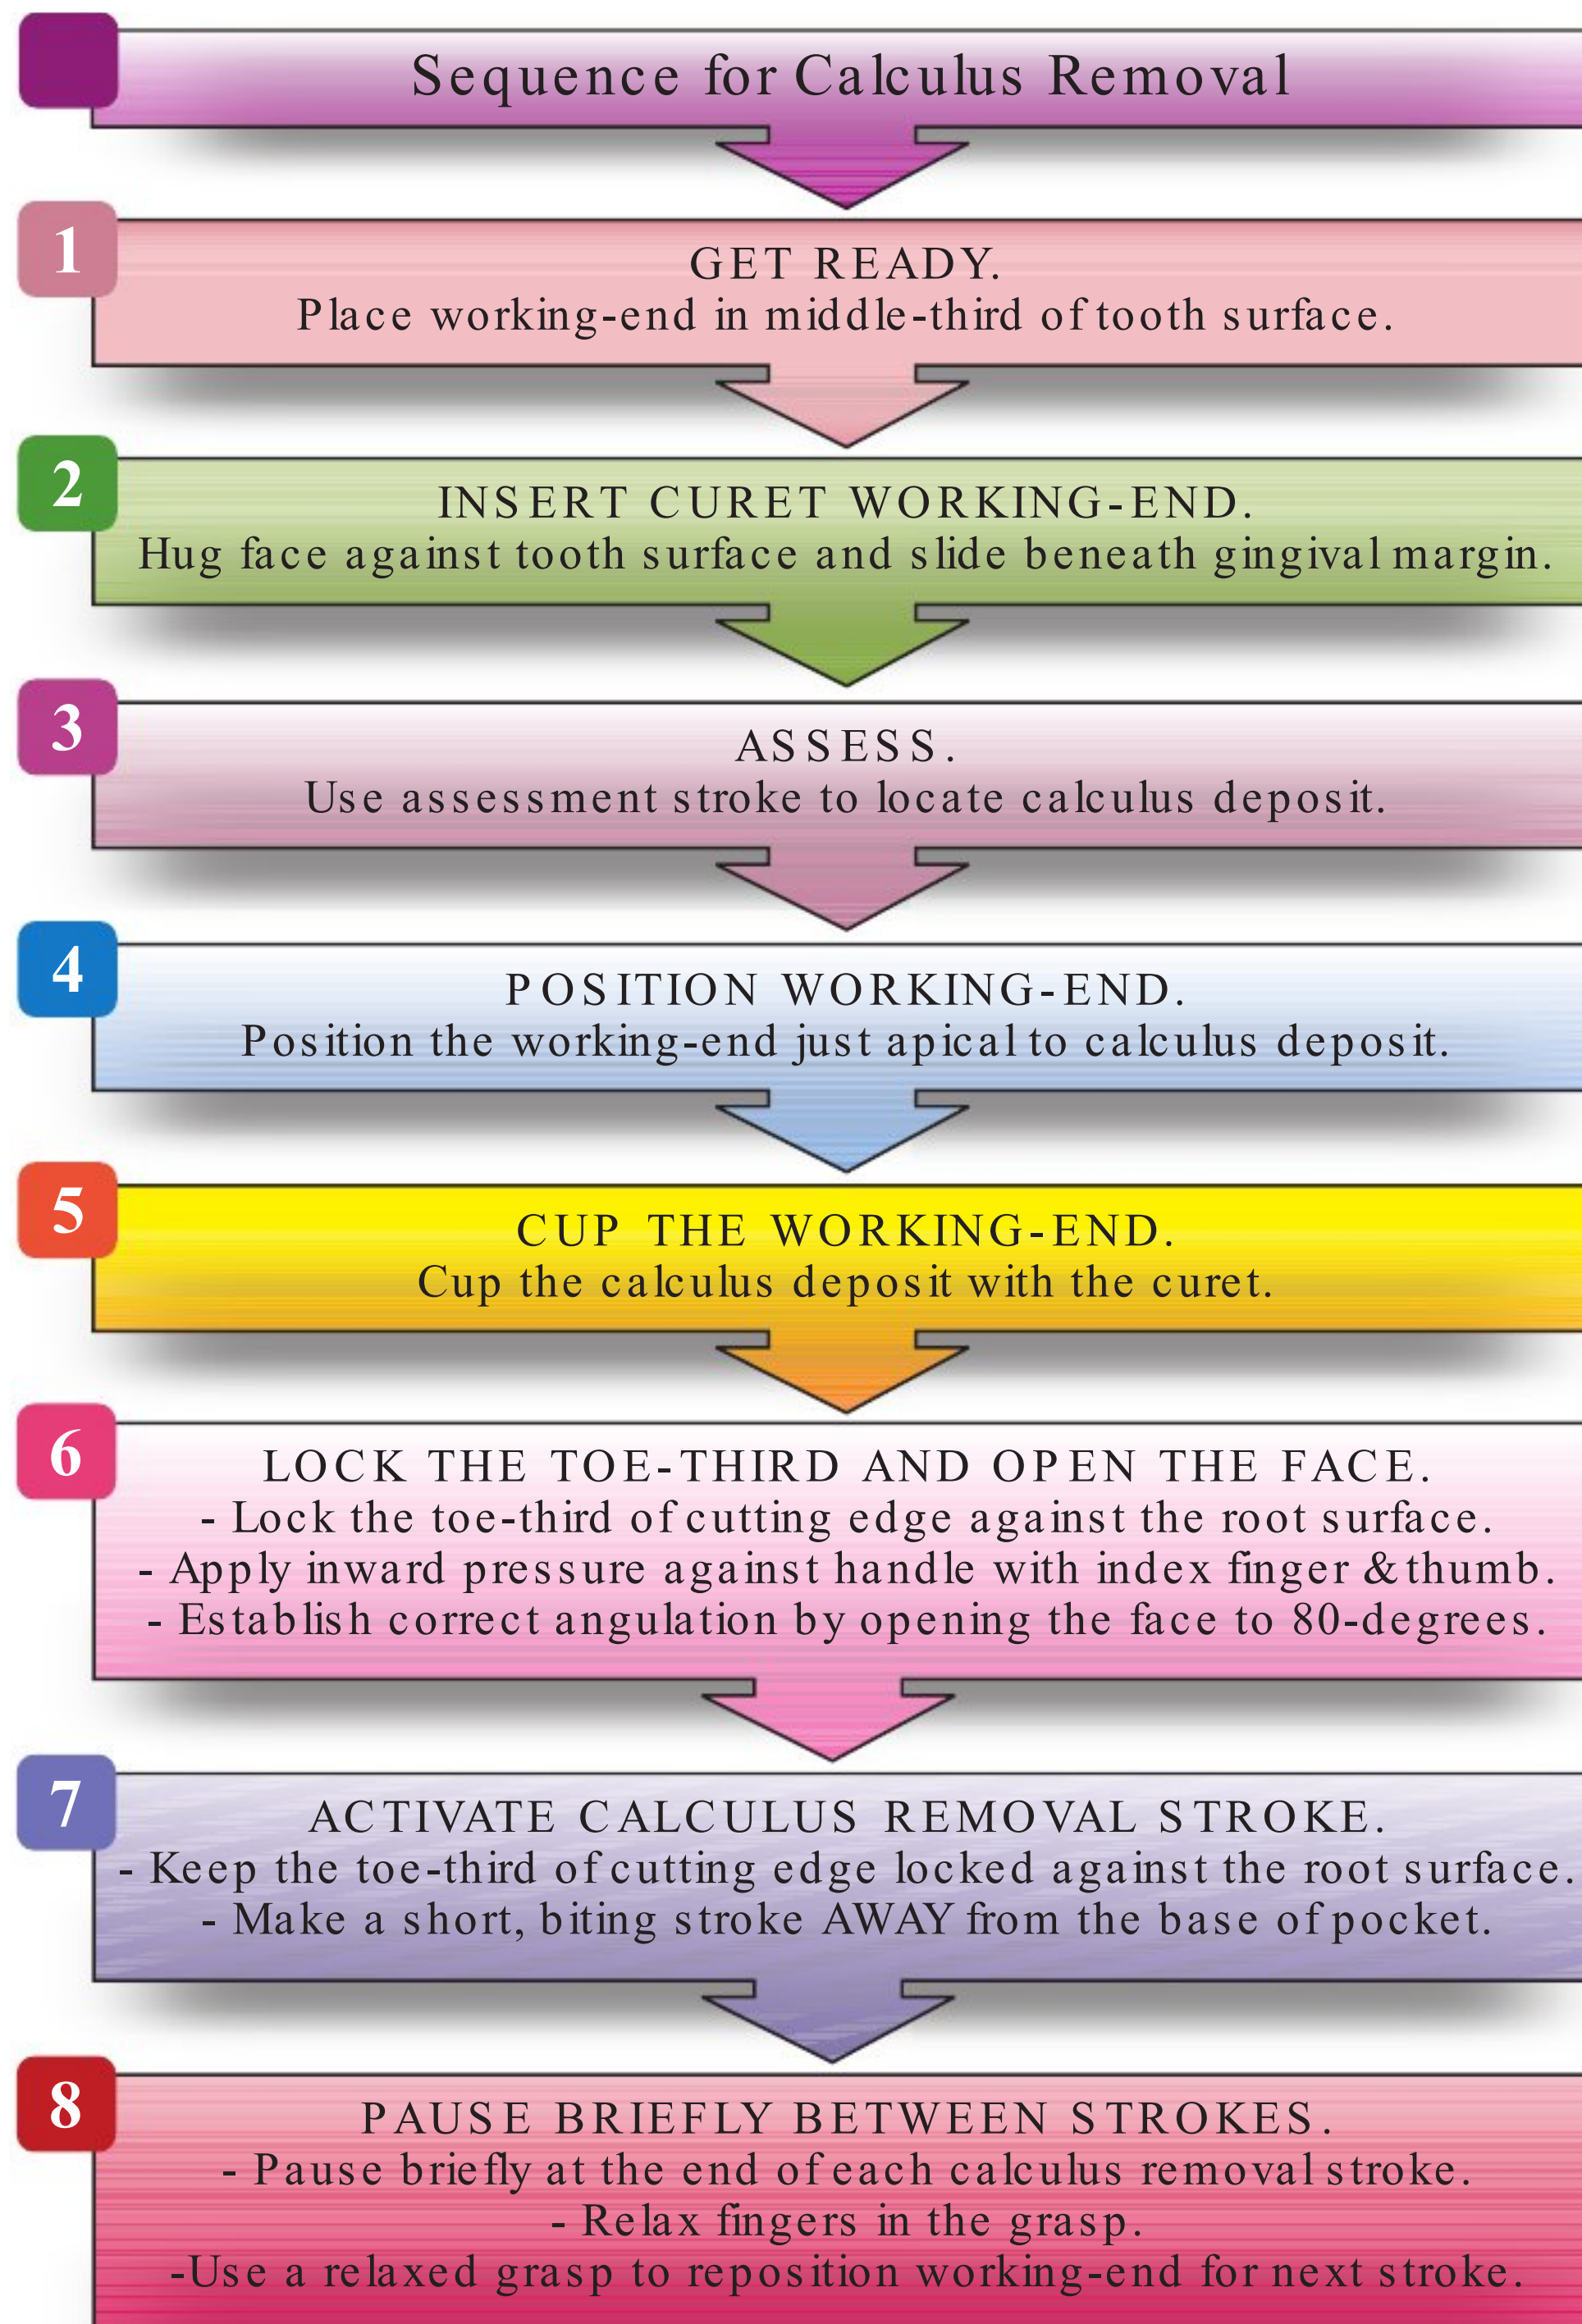 Sequence for Calculus Removal
1
GET READY.
Place working-end in middle-third of tooth surface.
2
INSERT CURET WORKING-END.
Hug face against tooth surface and slide beneath gingival margin.
3
ASSESS.
Use assessment stroke to locate calculus deposit.
4
POSITION WORKING-END.
Position the working-end just apical to calculus deposit.
5
CUP THE WORKING-END.
Cup the calculus deposit with the curet.
6
LOCK THE TOE-THIRD AND OPEN THE FACE.
- Lock the toe-third of cutting edge against the root surface.
- Apply inward pressure against handle with index finger & thumb.
- Establish correct angulation by opening the face to 80-degrees.
7
ACTIVATE CALCULUS REMOVAL STROKE.
- Keep the toe-third of cutting edge locked against the root surface.
- Make a short, biting stroke AWAY from the base of pocket.
8
PAUSE BRIEFLY BETWEEN STROKES.
- Pause briefly at the end of each calculus removal stroke.
- Relax fingers in the grasp.
-Use a relaxed grasp to reposition working-end for next stroke.